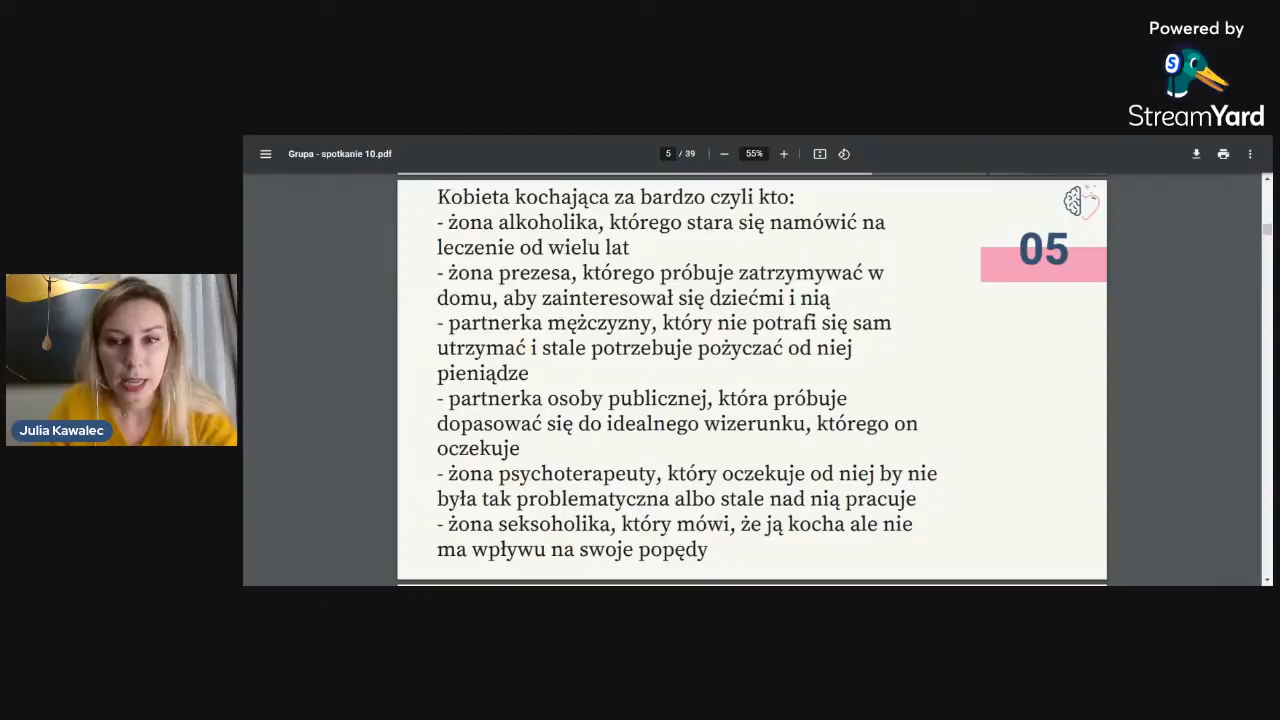 Powered by
S
StreamYard
Grupa - spotkanie 10.pdf
5 / 39
55%
Kobieta kochająca za bardzo czyli kto:
- żona alkoholika, którego stara się namówić na
leczenie od wielu lat
- żona prezesa, którego próbuje zatrzymywać w
domu, aby zainteresował się dziećmi i nią
- partnerka mężczyzny, który nie potrafi się sam
utrzymać i stale potrzebuje pożyczać od niej
pieniądze
- partnerka osoby publicznej, która próbuje
dopasować się do idealnego wizerunku, którego on
oczekuje
- żona psychoterapeuty, który oczekuje od niej by nie
była tak problematyczna albo stale nad nią pracuje
- żona seksoholika, który mówi, że ją kocha ale nie
ma wpływu na swoje popędy
05
Julia Kawalec